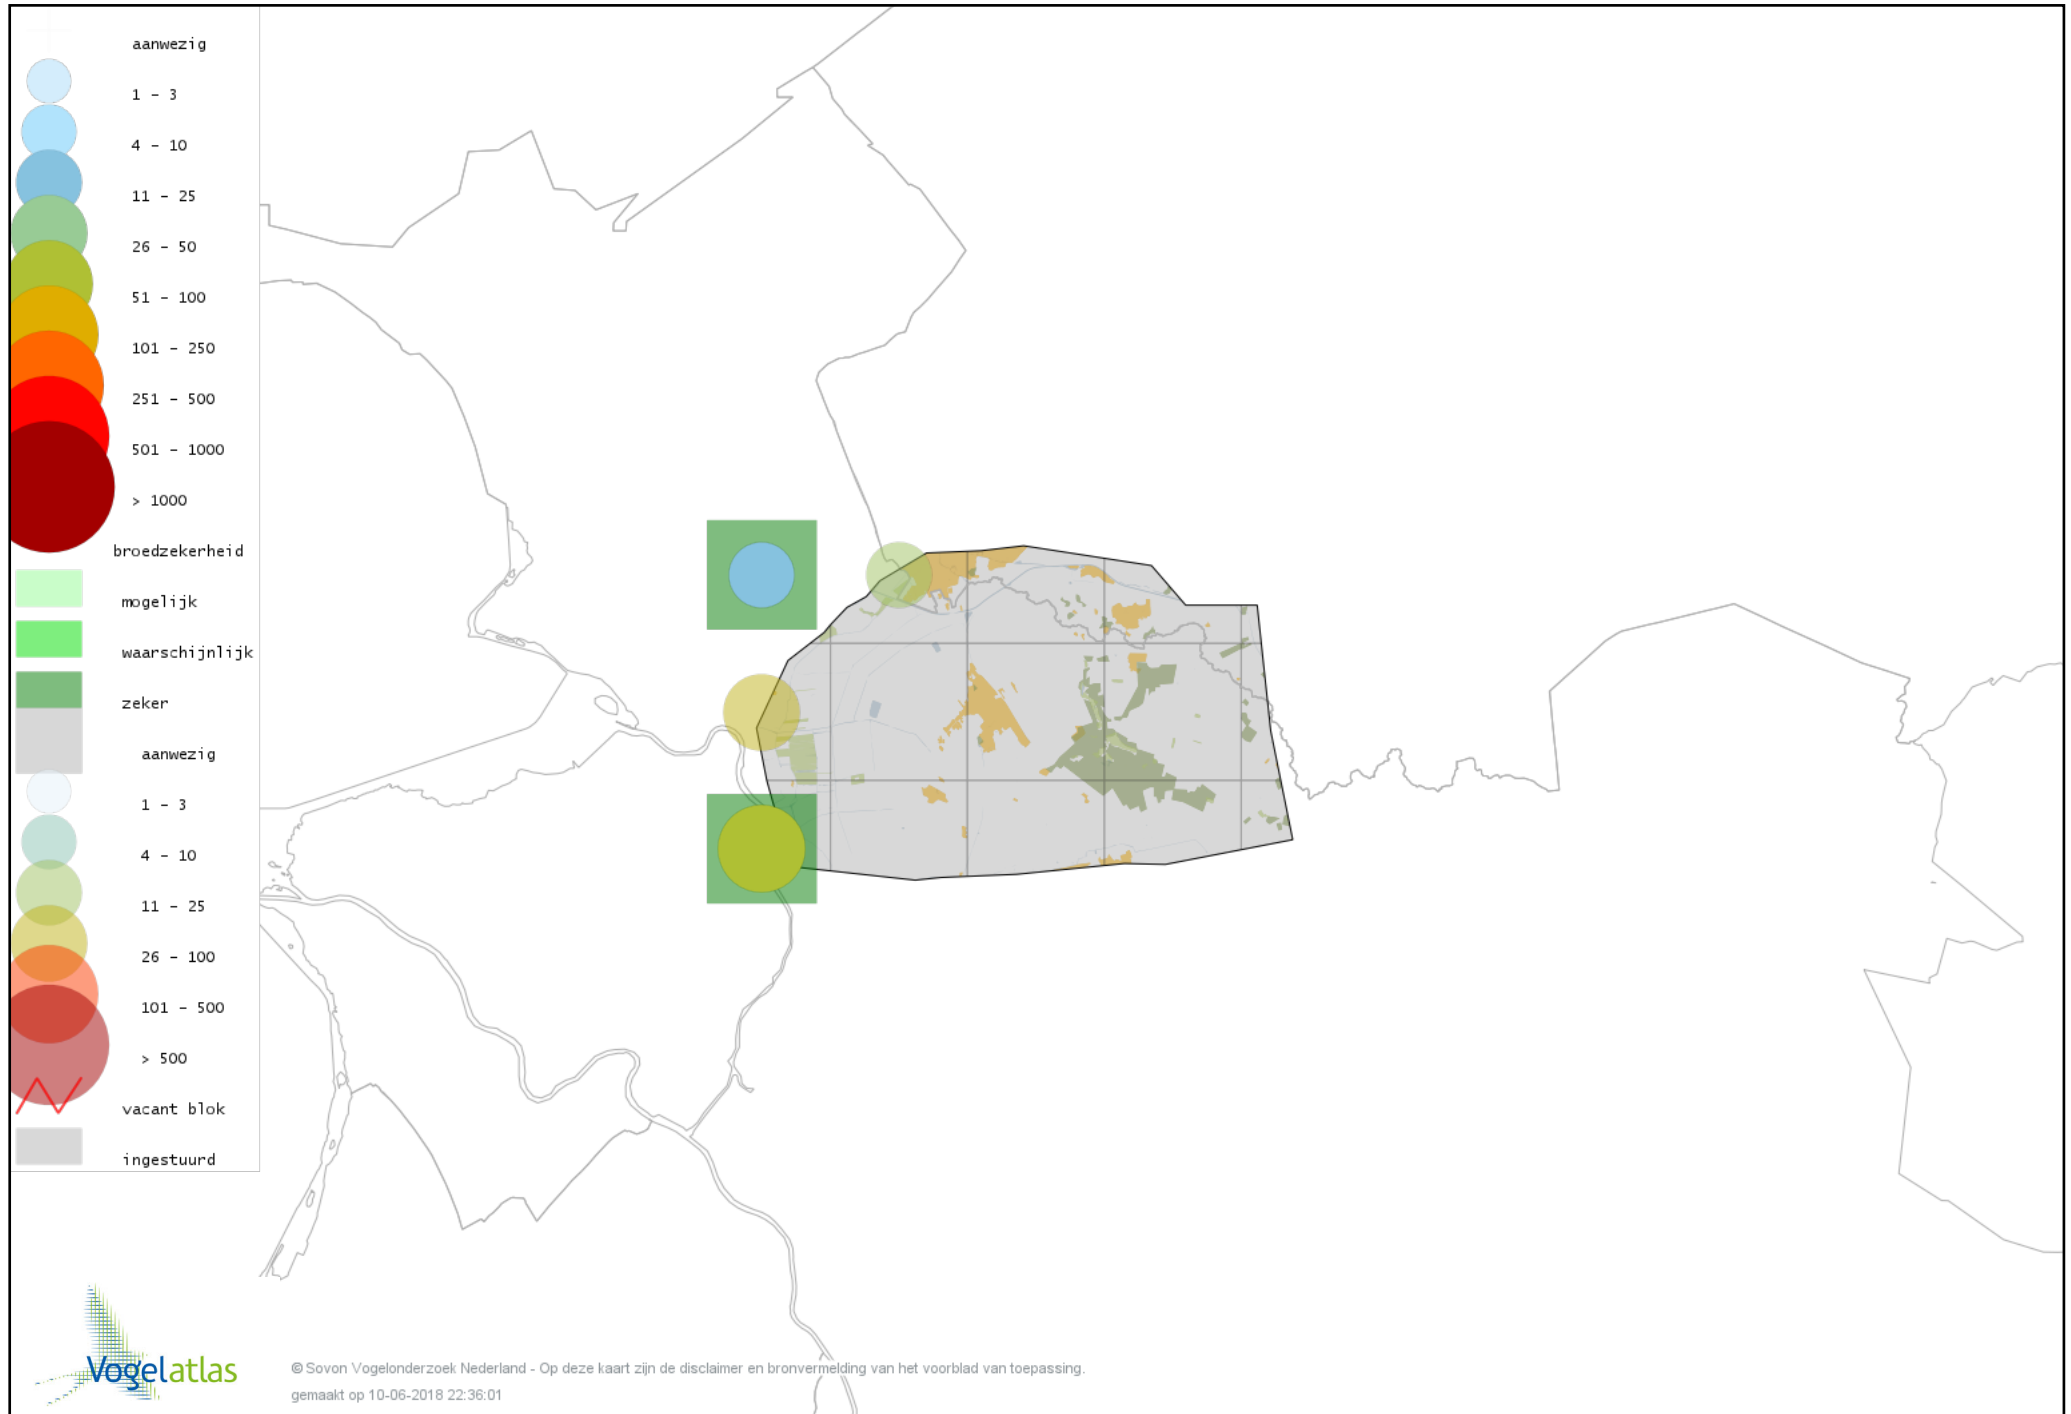 aanwezig
1 - 3
4 - 10
11 - 25
26 - 50
51 - 100
101 - 250
251 - 500
501 - 1000
> 1000
broedzekerheid
mogelijk
waarschijnlijk
zeker
aanwezig
1 - 3
4 - 10
11 - 25
26 - 100
101 - 500
> 500
vacant blok
ingestuurd
Vogelatlas
© Sovon Vogelonderzoek Nederland - Op deze kaart zijn de disclaimer en bronvermelding van het voorblad van toepassing.
gemaakt op 10-06-2018 22:36:01